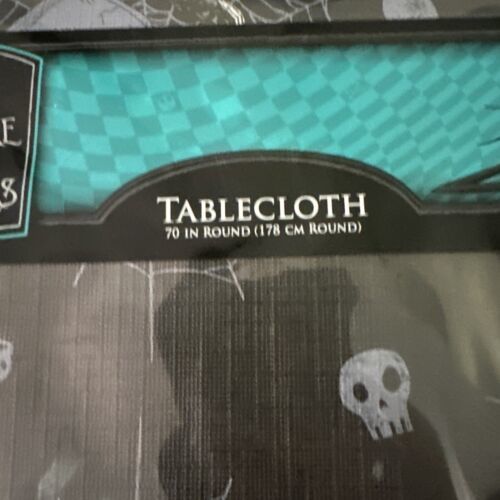 TABLECLOTH
70 IN ROUND (178 CM ROUND)